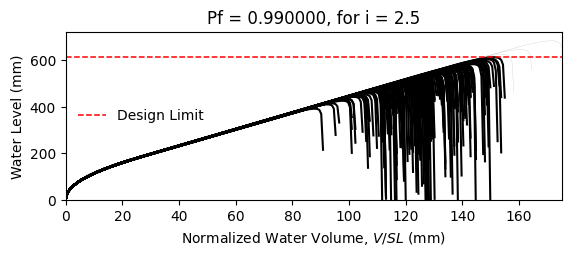 Pf = 0.990000, for i = 2.5
Water Level (mm)
600
400
200
0
Design Limit
0 20 40 60 80 100 120 140 160
Normalized Water Volume, V/SL (mm)